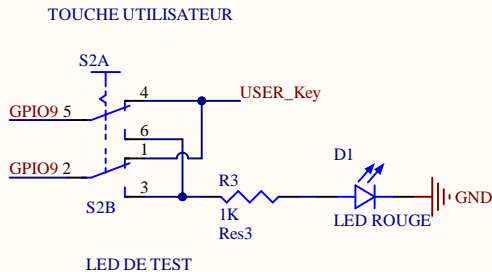 TOUCHE UTILISATEUR
S2A
4
USER_Key
GPIO9 5
6
1
GPIO9 2
3
S2B
R3
1K
Res3
D1
LED ROUGE
GND
LED DE TEST